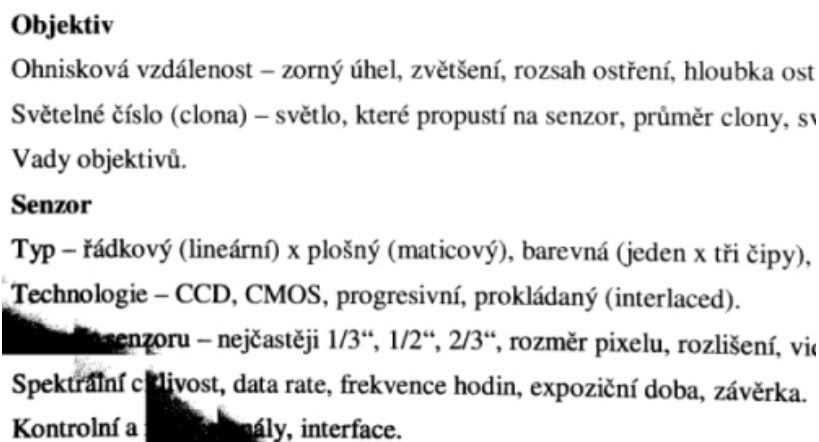 Objektiv
Ohnisková vzdálenost – zorný úhel, zvětšení, rozsah ostření, hloubka ost
Světelné číslo (clona) – světlo, které propustí na senzor, průměr clony, sv
Vady objektivů.
Senzor
Typ – řádkový (lineární) x plošný (maticový), barevná (jeden x tři čipy),
Technologie – CCD, CMOS, progresivní, prokládaný (interlaced).
senzoru – nejčastěji 1/3“, 1/2“, 2/3“, rozměr pixelu, rozlišení, vid
Spektrální citlivost, data rate, frekvence hodin, expoziční doba, závěrka.
Kontrolní a ály, interface.